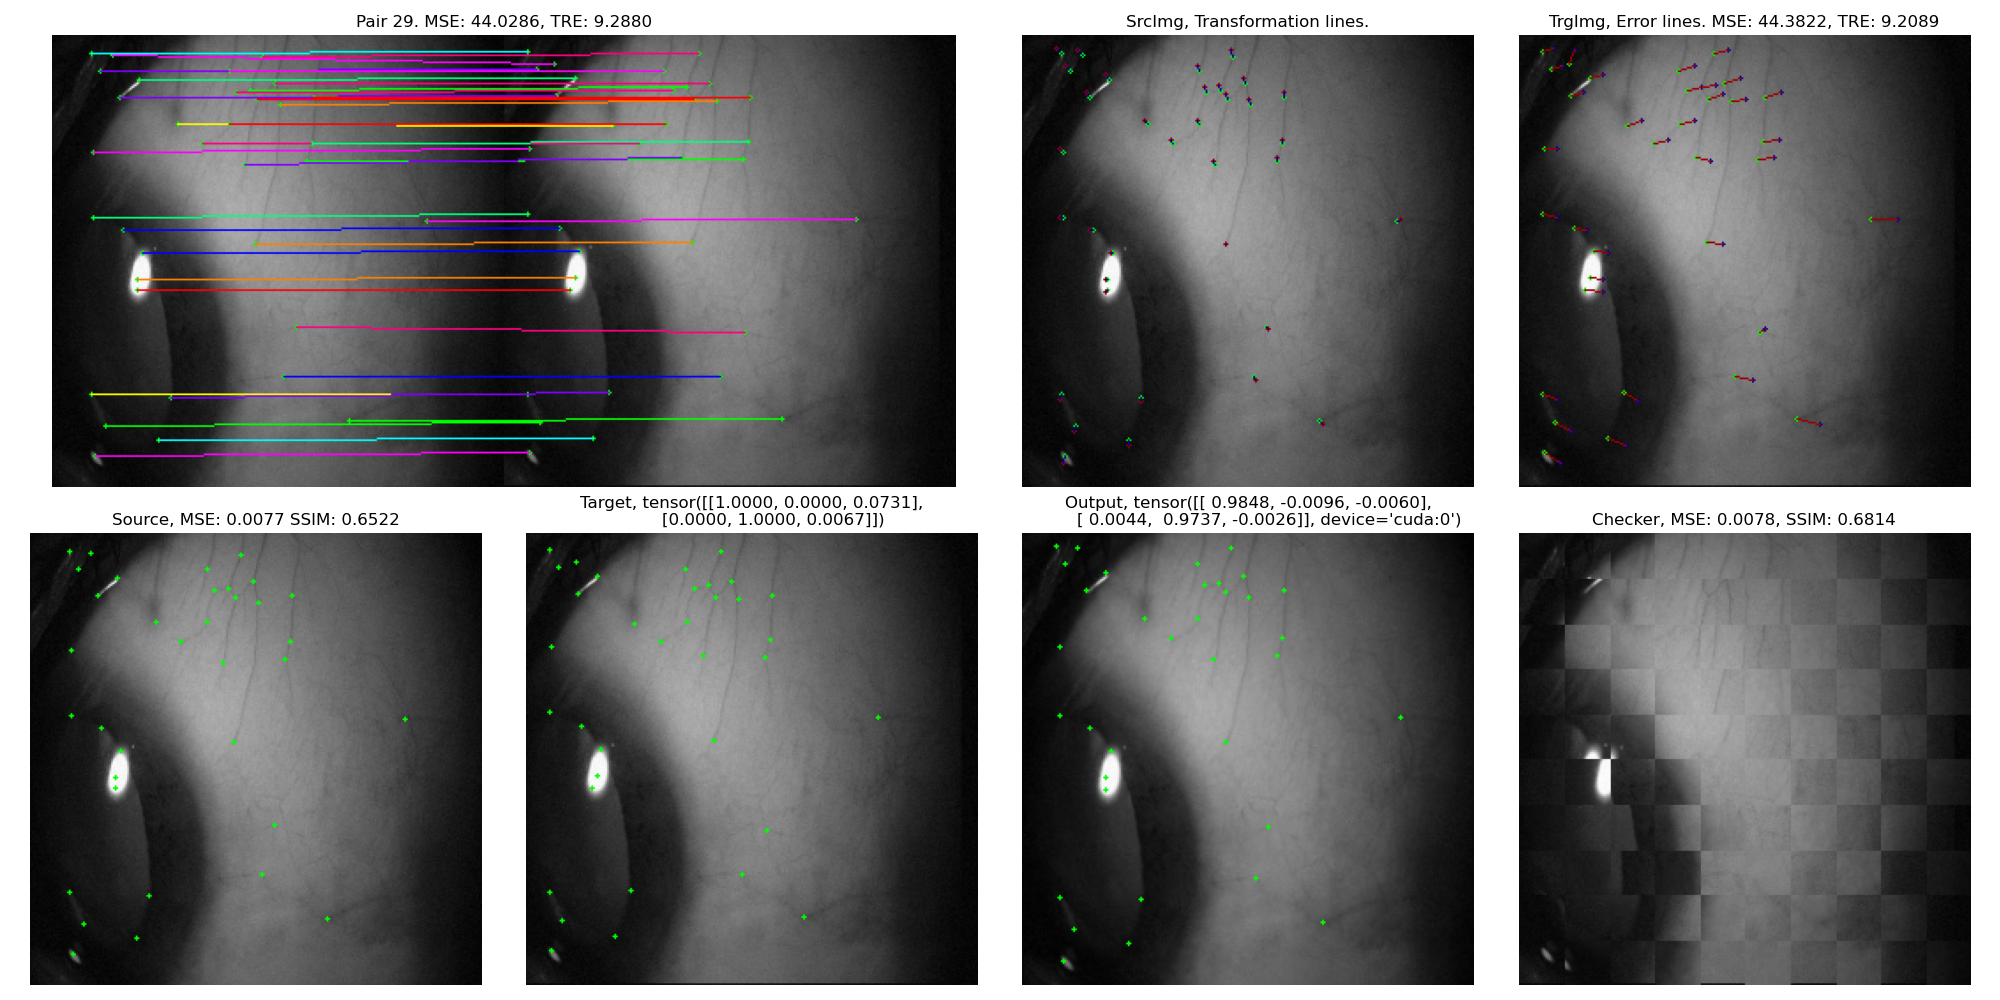 Pair 29. MSE: 44.0286, TRE: 9.2880
SrcImg, Transformation lines.
TrgImg, Error lines. MSE: 44.3822, TRE: 9.2089
Source, MSE: 0.0077 SSIM: 0.6522
Target, tensor([[1.0000, 0.0000, 0.0731],
[0.0000, 1.0000, 0.0067]])
Output, tensor([[ 0.9848, -0.0096, -0.0060],
[ 0.0044,  0.9737, -0.0026]], device='cuda:0')
Checker, MSE: 0.0078, SSIM: 0.6814